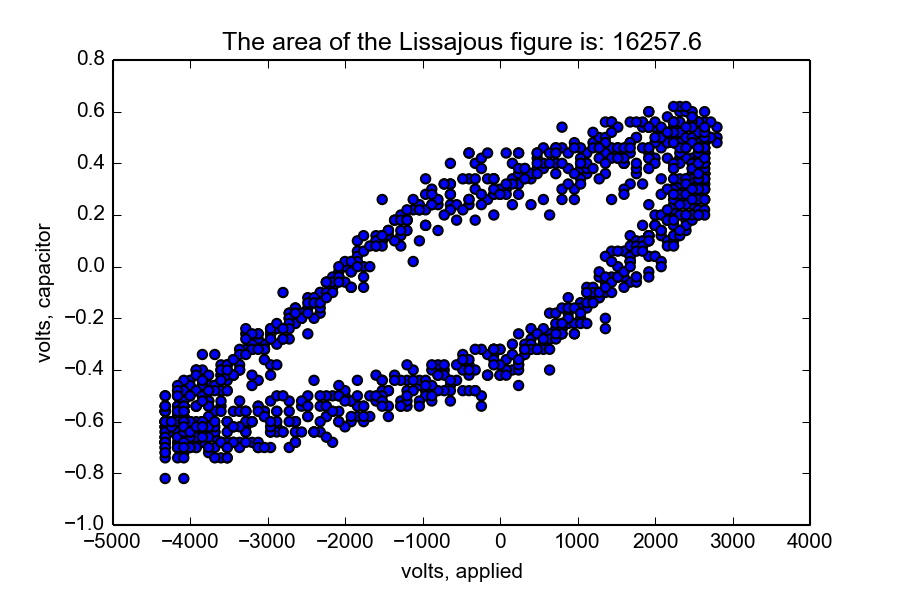 The area of the Lissajous figure is: 16257.6
0.8
0.6
0.4
0.2
0.0
−0.2
−0.4
−0.6
−0.8
−1.0
volts, capacitor
−5000 −4000 −3000 −2000 −1000 0 1000 2000 3000 4000
volts, applied